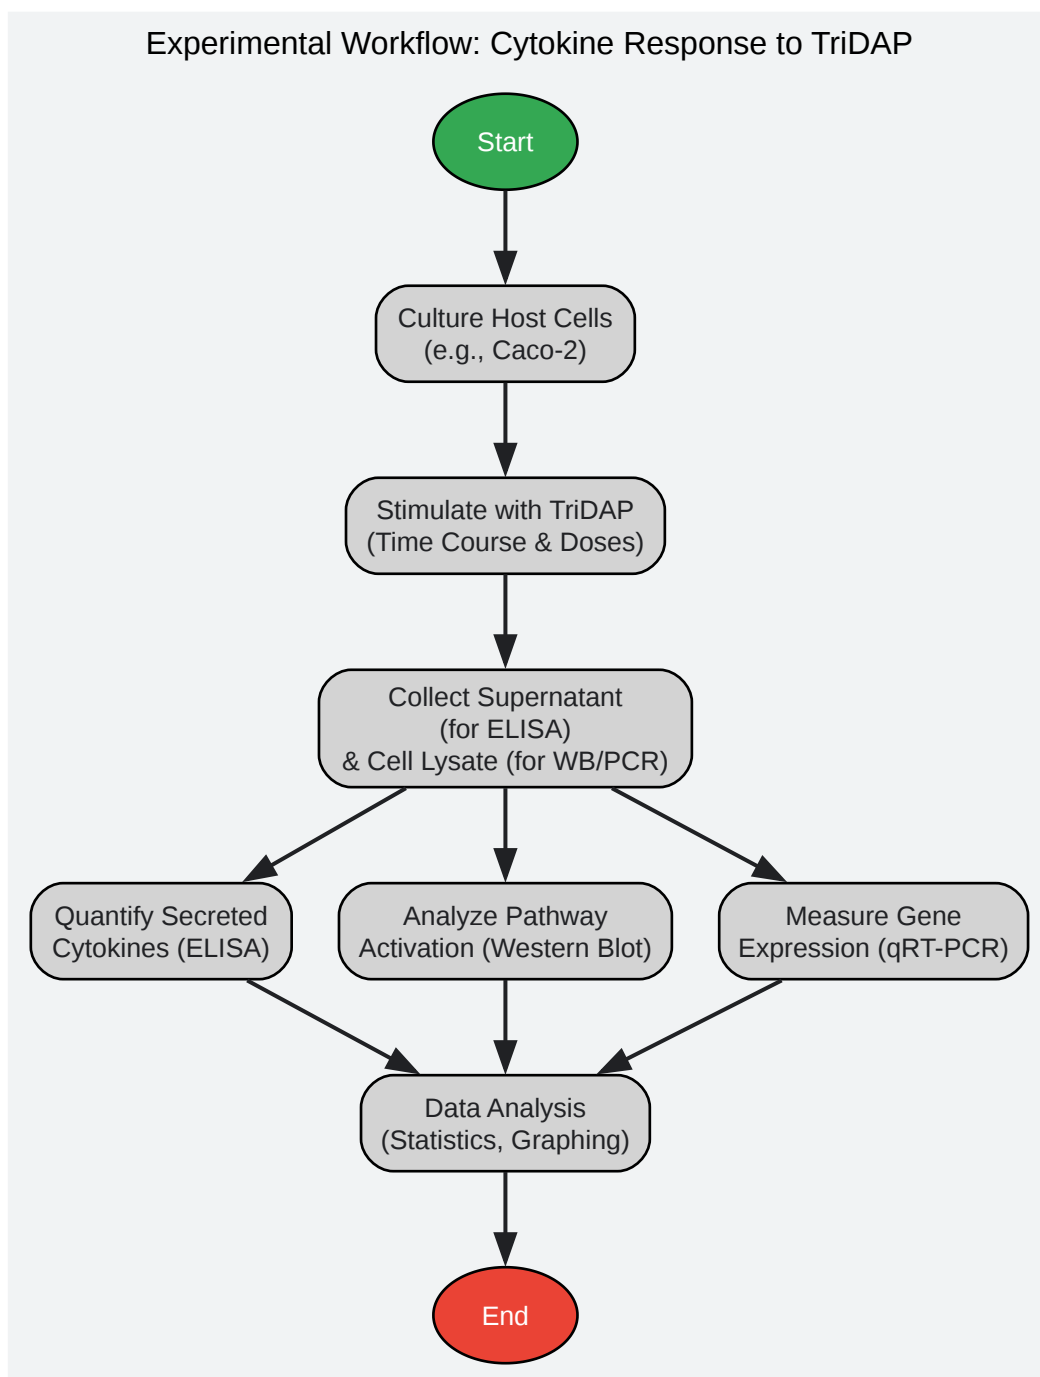 Experimental Workflow: Cytokine Response to TriDAP
Start
Culture Host Cells
(e.g., Caco-2)
Stimulate with TriDAP
(Time Course & Doses)
Collect Supernatant
(for ELISA)
& Cell Lysate (for WB/PCR)
Quantify Secreted
Cytokines (ELISA)
Analyze Pathway
Activation (Western Blot)
Measure Gene
Expression (qRT-PCR)
Data Analysis
(Statistics, Graphing)
End